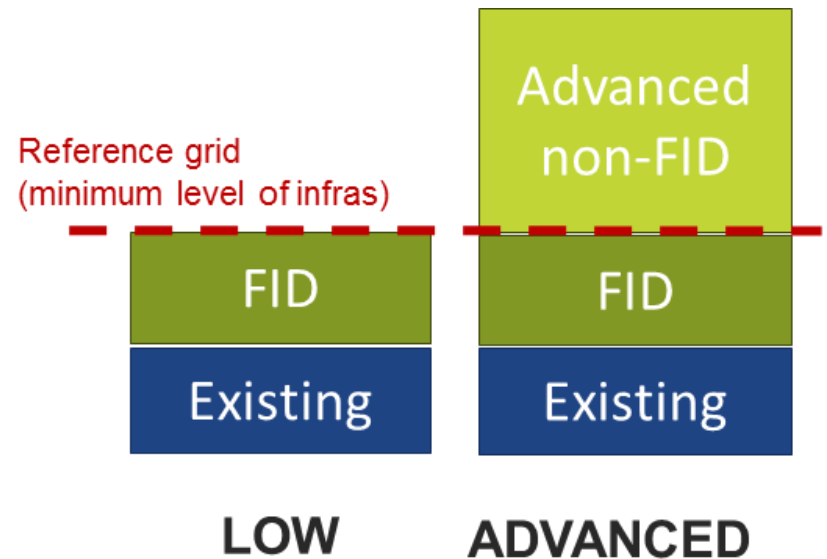 Advanced
non-FID
Reference grid
(minimum level of infras)
FID
FID
Existing
Existing
LOW
ADVANCED